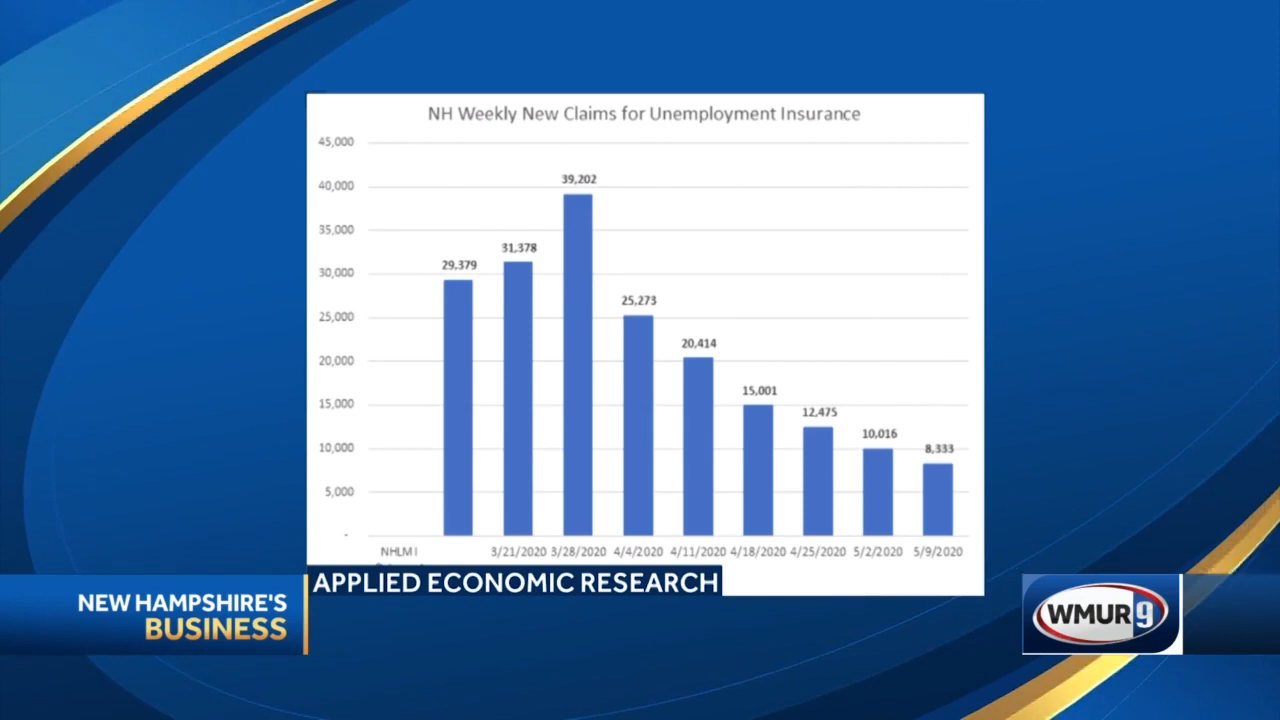 NH Weekly New Claims for Unemployment Insurance
45,000
40,000
35,000
30,000
25,000
20,000
15,000
10,000
5,000
-
29,379
31,378
39,202
25,273
20,414
15,001
12,475
10,016
8,333
NHLMI
3/21/2020 3/28/2020 4/4/2020 4/11/2020 4/18/2020 4/25/2020 5/2/2020 5/9/2020
APPLIED ECONOMIC RESEARCH
NEW HAMPSHIRE'S
BUSINESS
WMUR 9